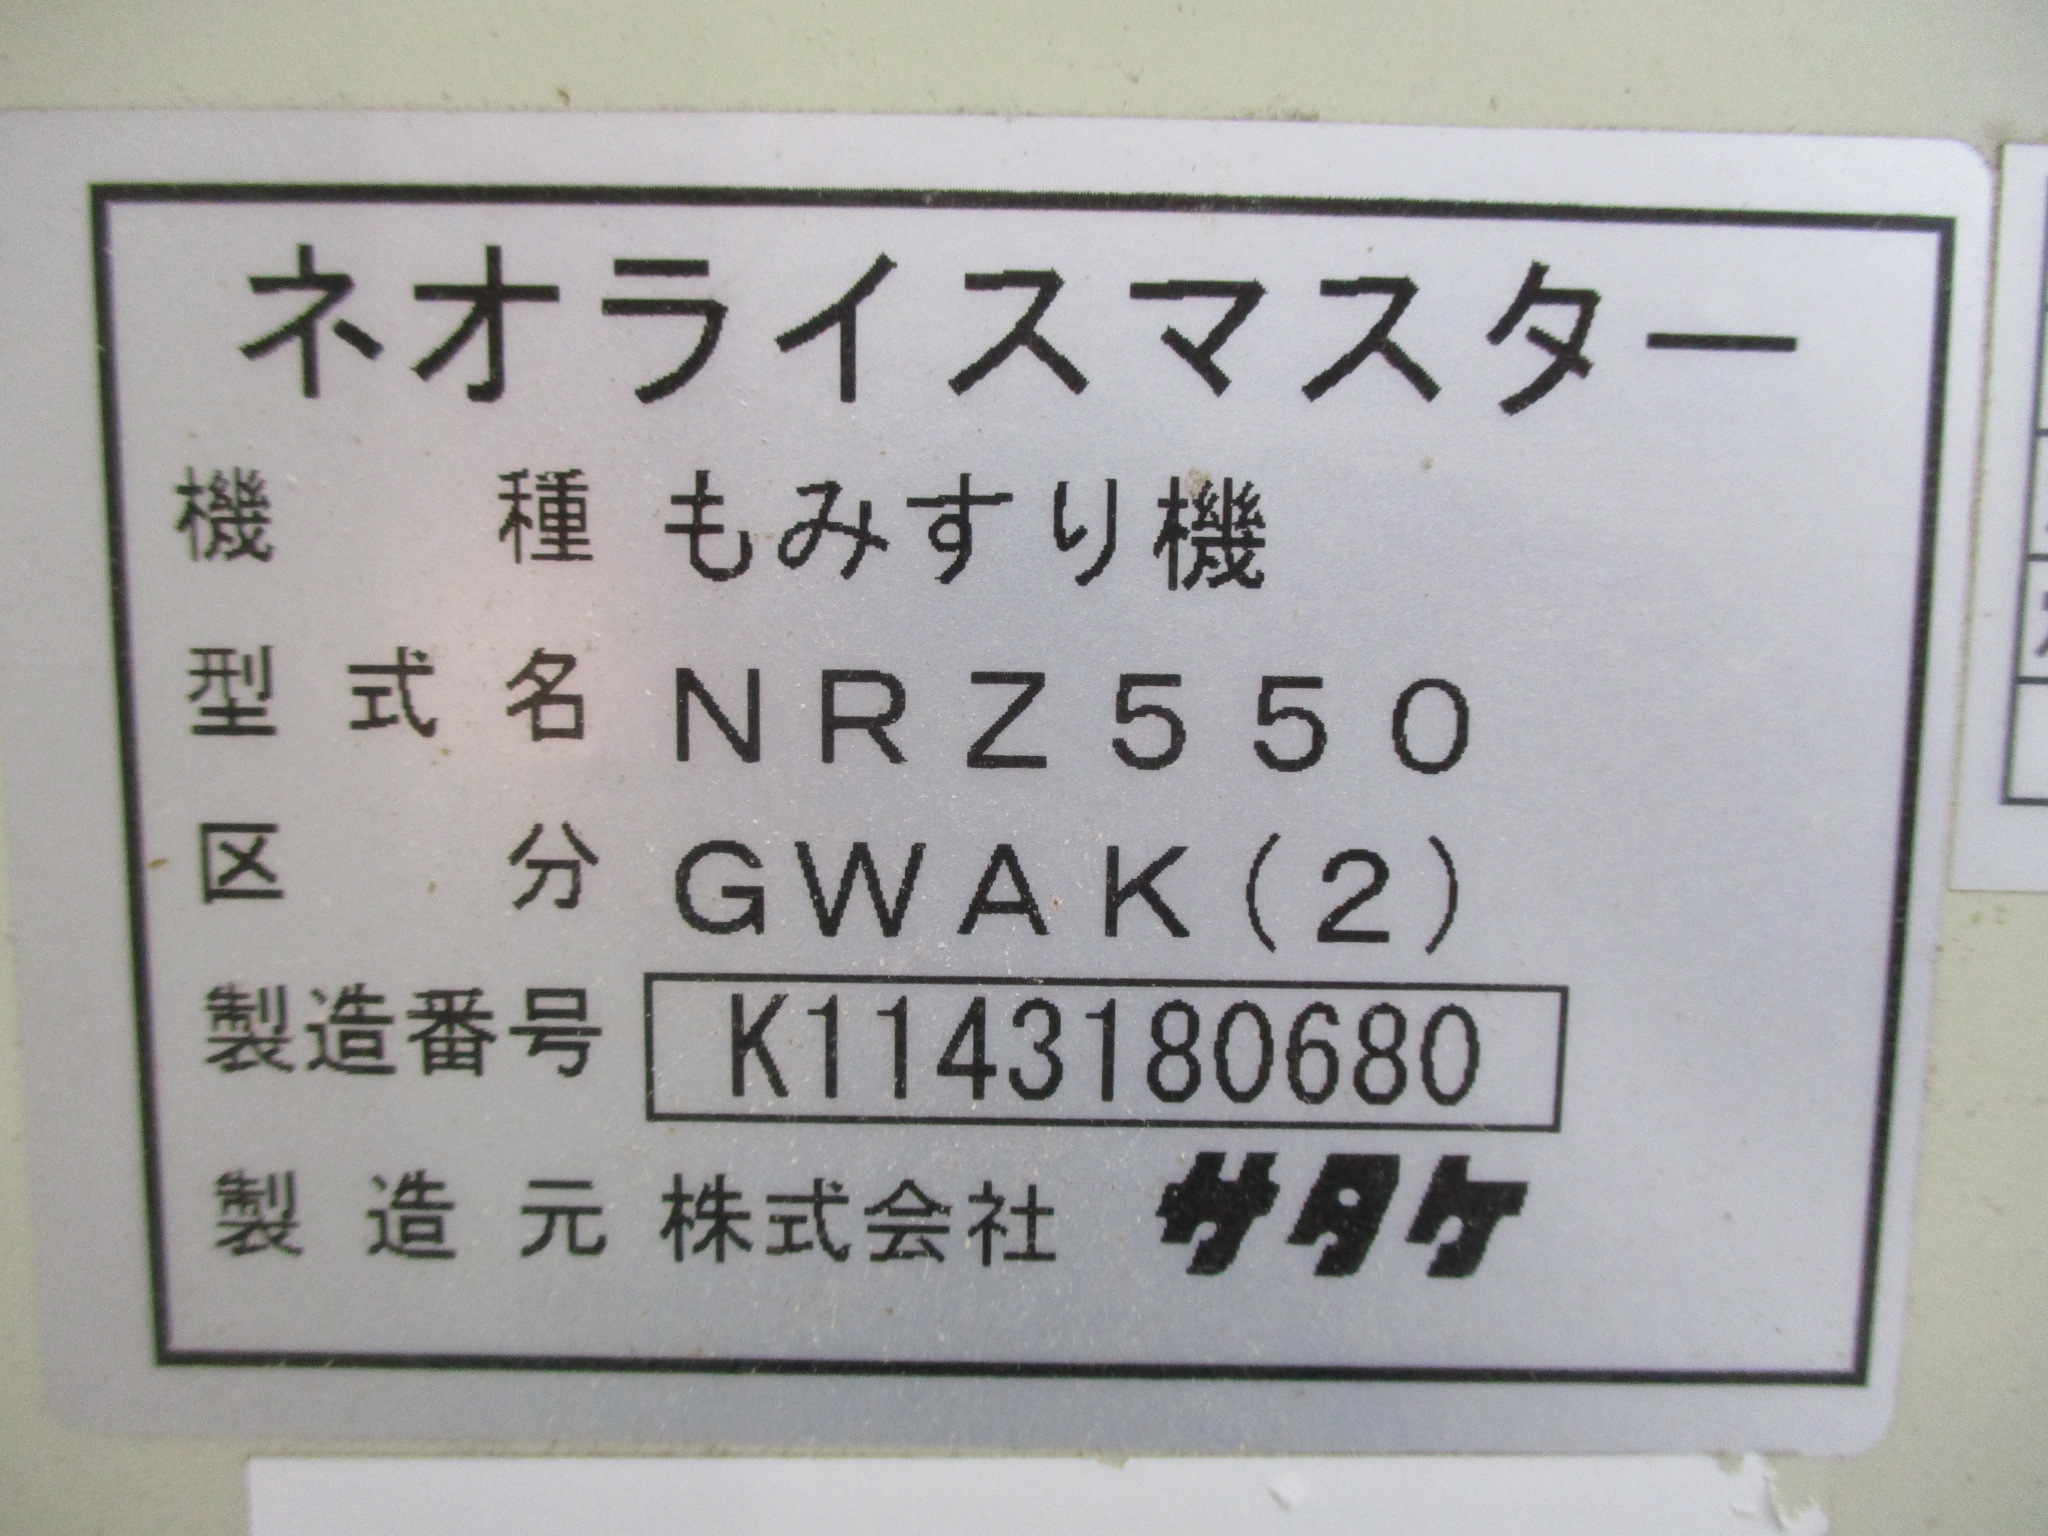 ネオライスマスター
機種 もみすり機
型式名 NRZ550
区分 GWAK(2)
製造番号 K1143180680
製造元 株式会社 サタケ